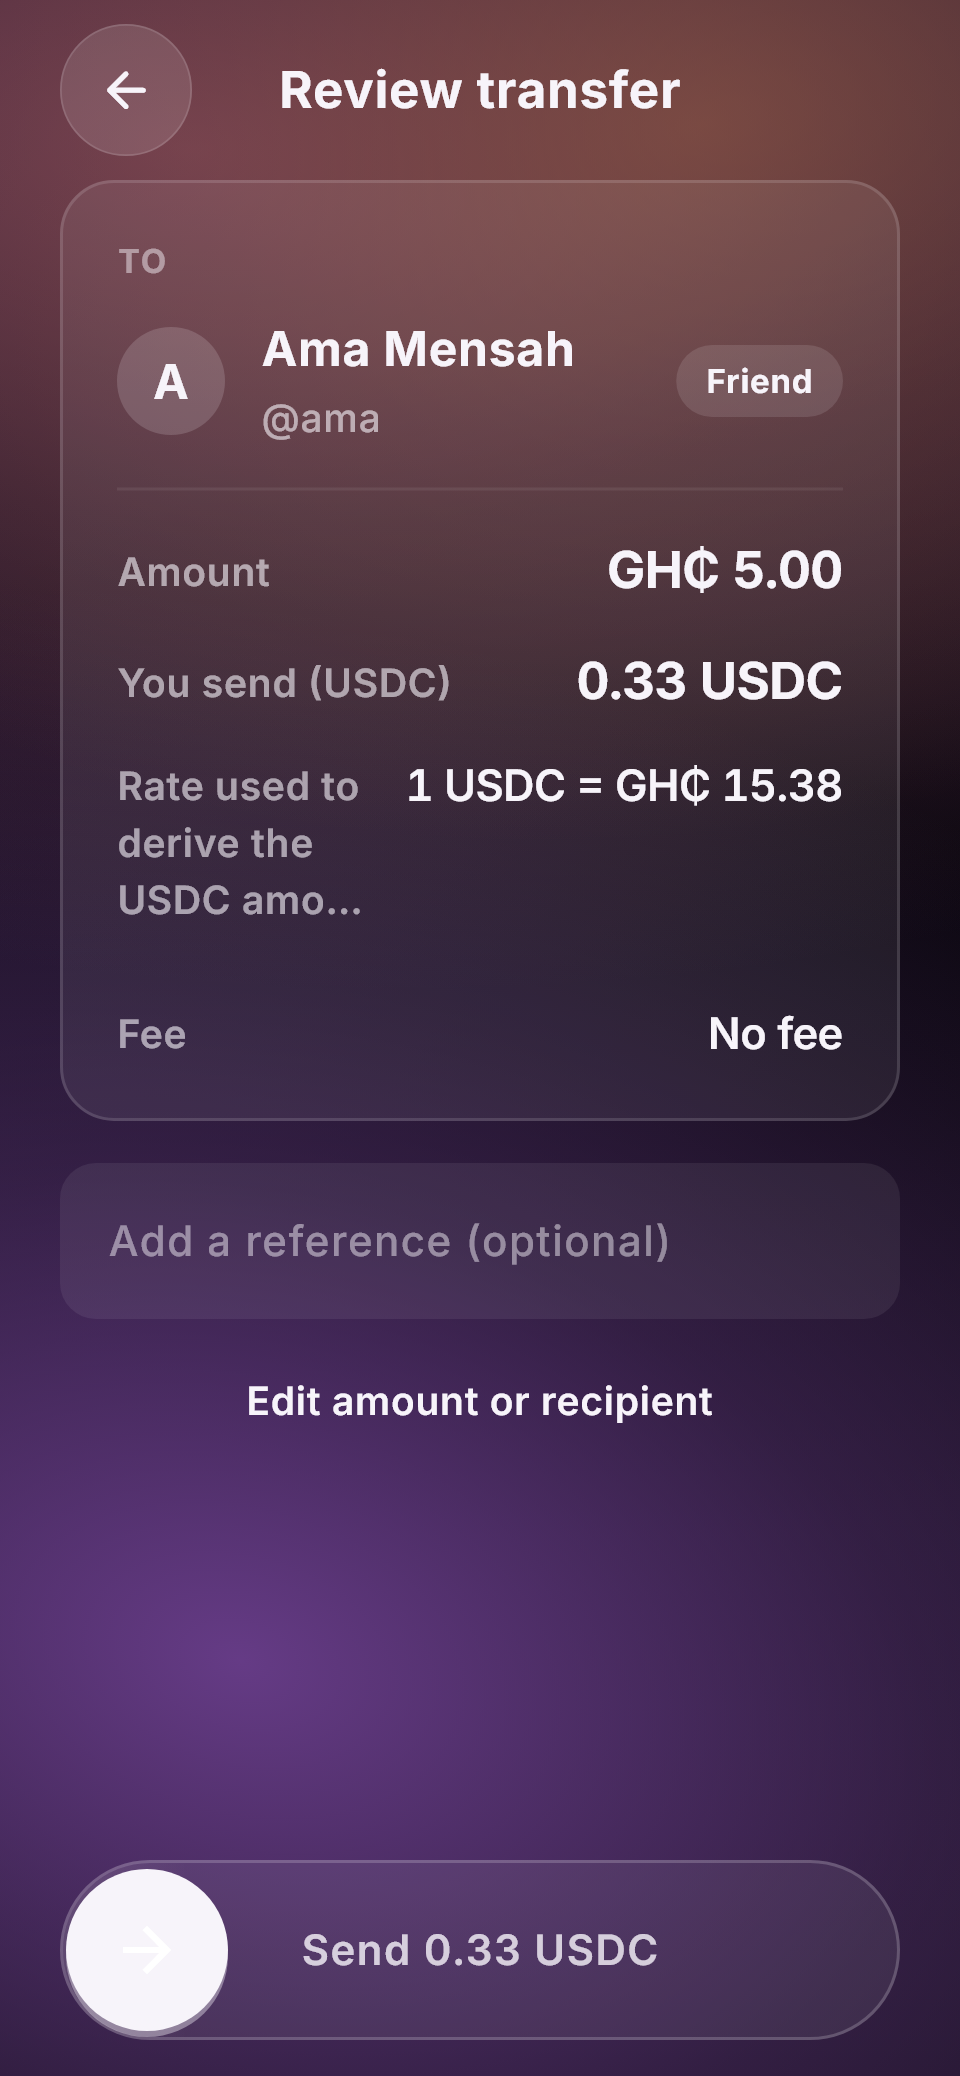 Review transfer
TO
A
Ama Mensah
@ama
Friend
Amount
GH₵ 5.00
You send (USDC)
0.33 USDC
Rate used to
derive the
USDC amo...
1 USDC = GH₵ 15.38
Fee
No fee
Add a reference (optional)
Edit amount or recipient
Send 0.33 USDC